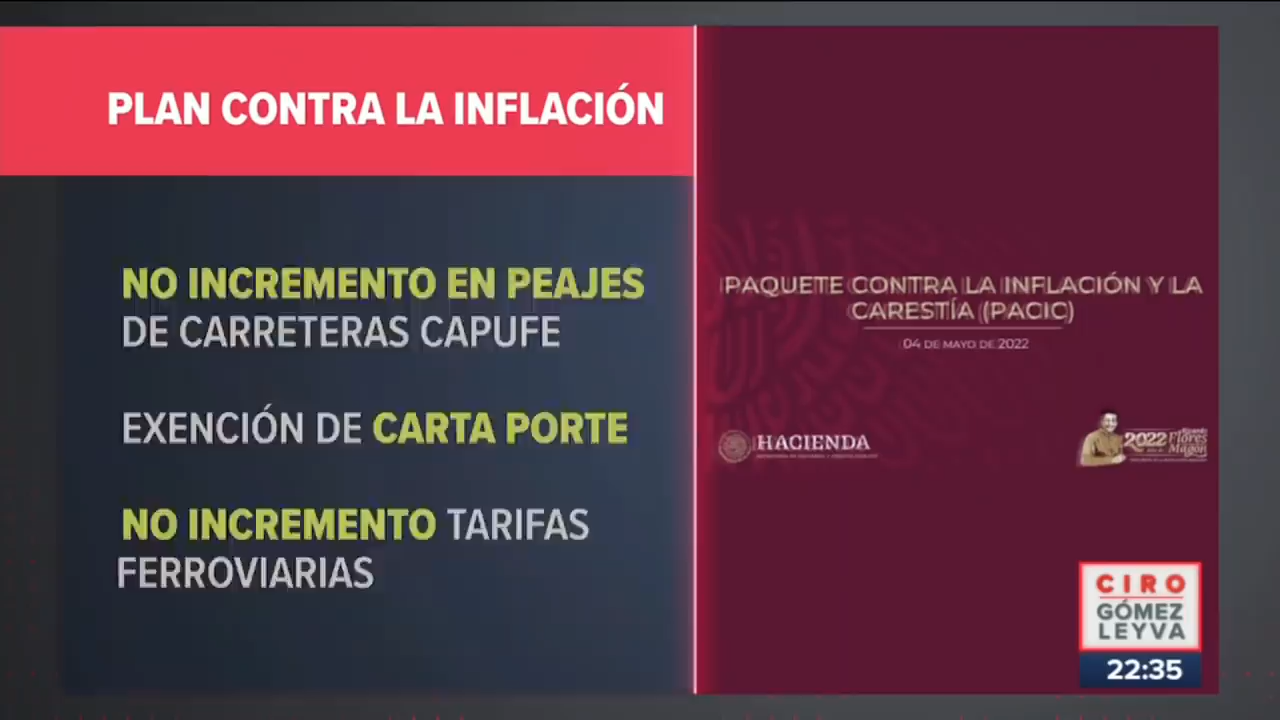 PLAN CONTRA LA INFLACIÓN
NO INCREMENTO EN PEAJES
DE CARRETERAS CAPUFE
EXENCIÓN DE CARTA PORTE
NO INCREMENTO TARIFAS
FERROVIARIAS
PAQUETE CONTRA LA INFLACIÓN Y LA
CARESTÍA (PACIC)
04 DE MAYO DE 2022
HACIENDA
2022
Flores
Magón
CIRO
GÓMEZ
LEYVA
22:35